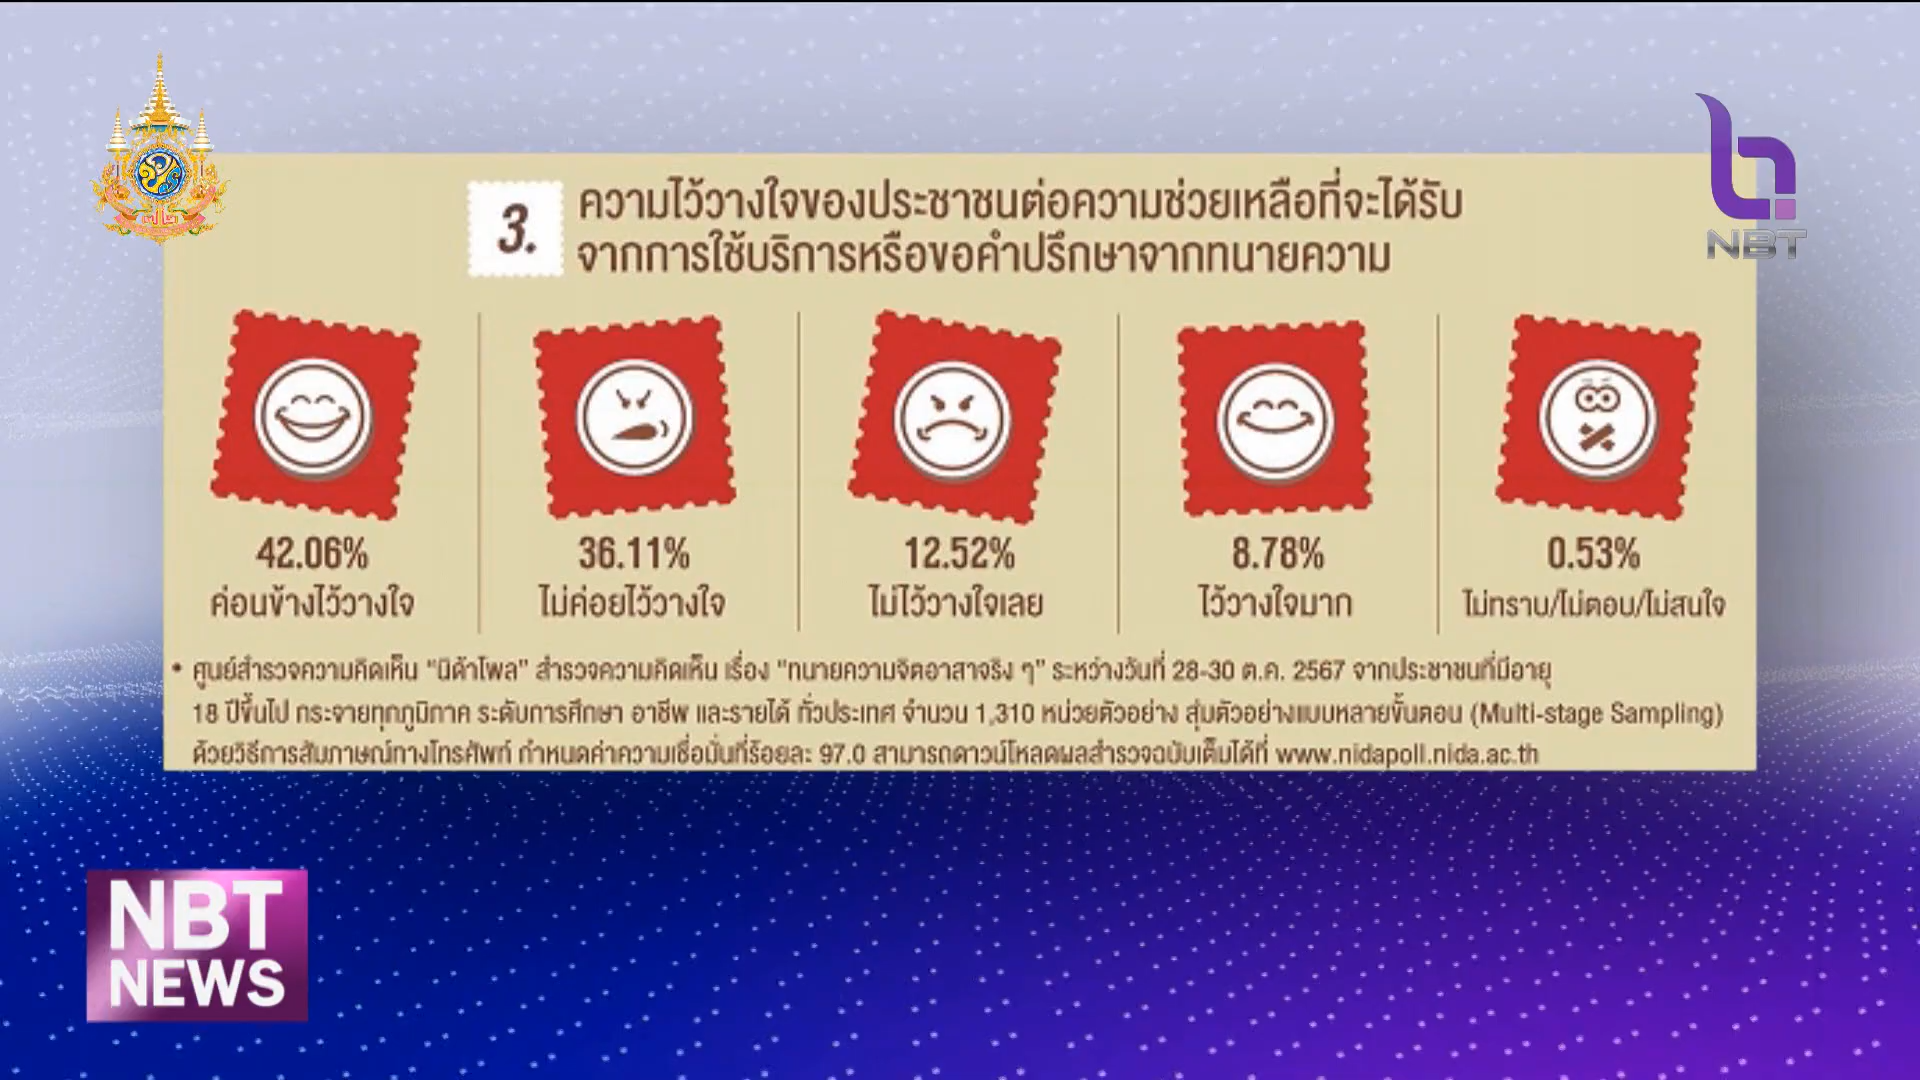 NBT
3.
ความไว้วางใจของประชาชนต่อความช่วยเหลือที่จะได้รับ
จากการใช้บริการหรือขอคำปรึกษาจากทนายความ
42.06%
ค่อนข้างไว้วางใจ
36.11%
ไม่ค่อยไว้วางใจ
12.52%
ไม่ไว้วางใจเลย
8.78%
ไว้วางใจมาก
0.53%
ไม่ทราบ/ไม่ตอบ/ไม่สนใจ
• ศูนย์สำรวจความคิดเห็น "นิด้าโพล" สำรวจความคิดเห็น เรื่อง "ทนายความจิตอาสาจริง ๆ" ระหว่างวันที่ 28-30 ต.ค. 2567 จากประชาชนที่มีอายุ
18 ปีขึ้นไป กระจายทุกภูมิภาค ระดับการศึกษา อาชีพ และรายได้ ทั่วประเทศ จำนวน 1,310 หน่วยตัวอย่าง สุ่มตัวอย่างแบบหลายขั้นตอน (Multi-stage Sampling)
ด้วยวิธีการสัมภาษณ์ทางโทรศัพท์ กำหนดค่าความเชื่อมั่นที่ร้อยละ 97.0 สามารถดาวน์โหลดผลสำรวจฉบับเต็มได้ที่ www.nidapoll.nida.ac.th
NBT
NEWS